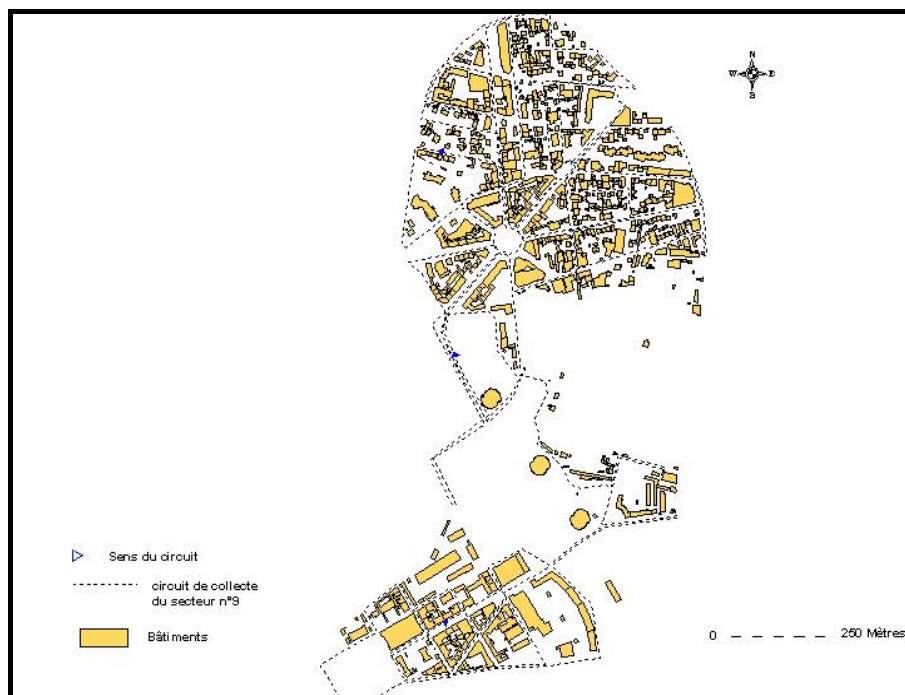 N
W E
S
Sens du circuit
circuit de collecte
du secteur n°9
Bâtiments
0 250 Mètres